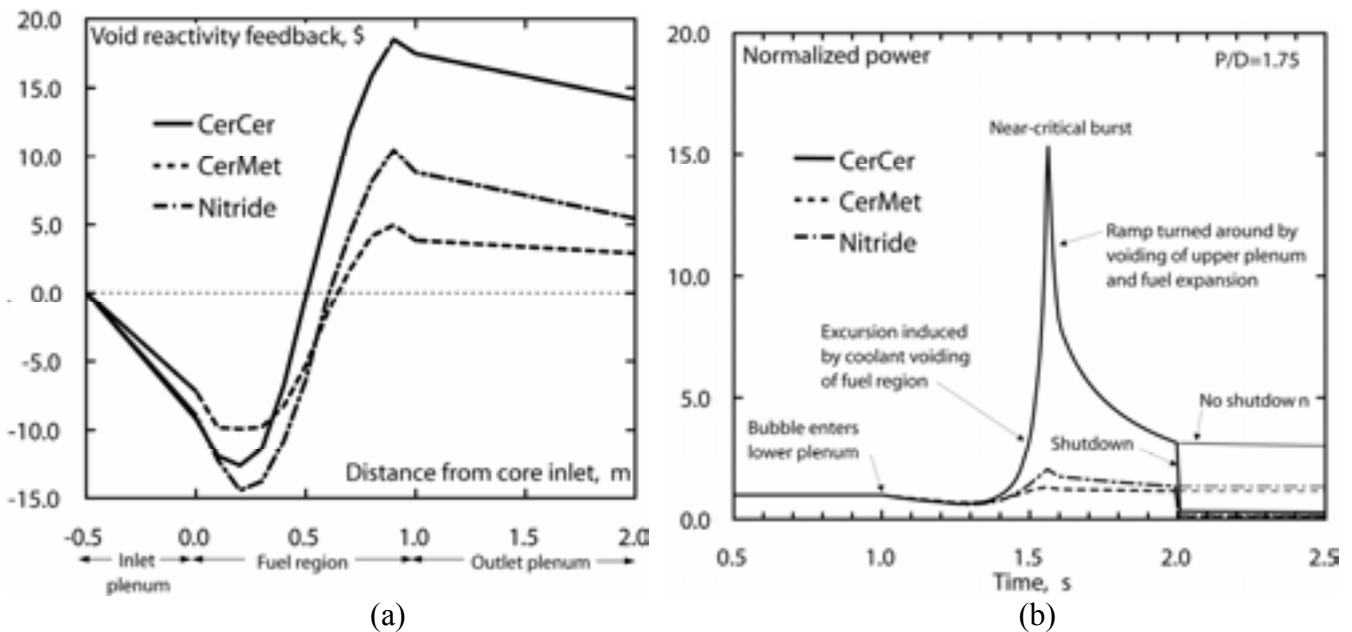 Void reactivity feedback, $
CerCer
CerMet
Nitride
20.0
15.0
10.0
5.0
0.0
-5.0
-10.0
-15.0
Distance from core inlet, m
-0.5
0.0
0.5
1.0
1.5
2.0
Inlet
plenum
Fuel region
Outlet plenum
(a)
Normalized power
P/D=1.75
20.0
15.0
10.0
5.0
0.0
CerCer
CerMet
Nitride
Near-critical burst
Ramp turned around by
voiding of upper plenum
and fuel expansion
Excursion induced
by coolant voiding
of fuel region
Bubble enters
lower plenum
No shutdown
Shutdown
0.5
1.0
1.5
2.0
2.5
Time, s
(b)